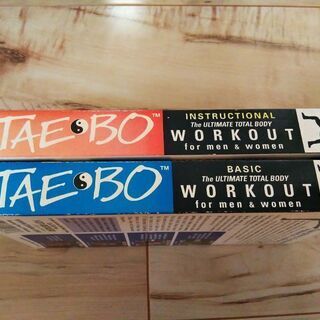 TAE BO™
INSTRUCTIONAL
The ULTIMATE TOTAL BODY
WORKOUT
for men & women
TAE BO™
BASIC
The ULTIMATE TOTAL BODY
WORKOUT
for men & women